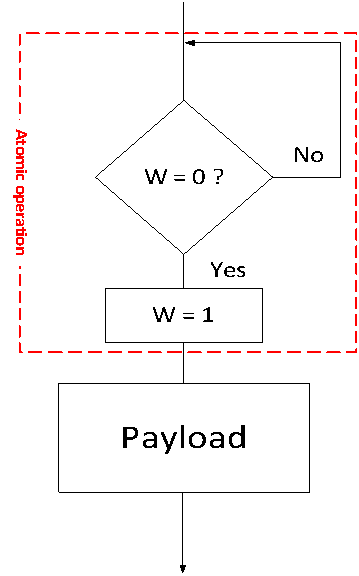 Atomic operation
W = 0 ?
No
Yes
W = 1
Payload